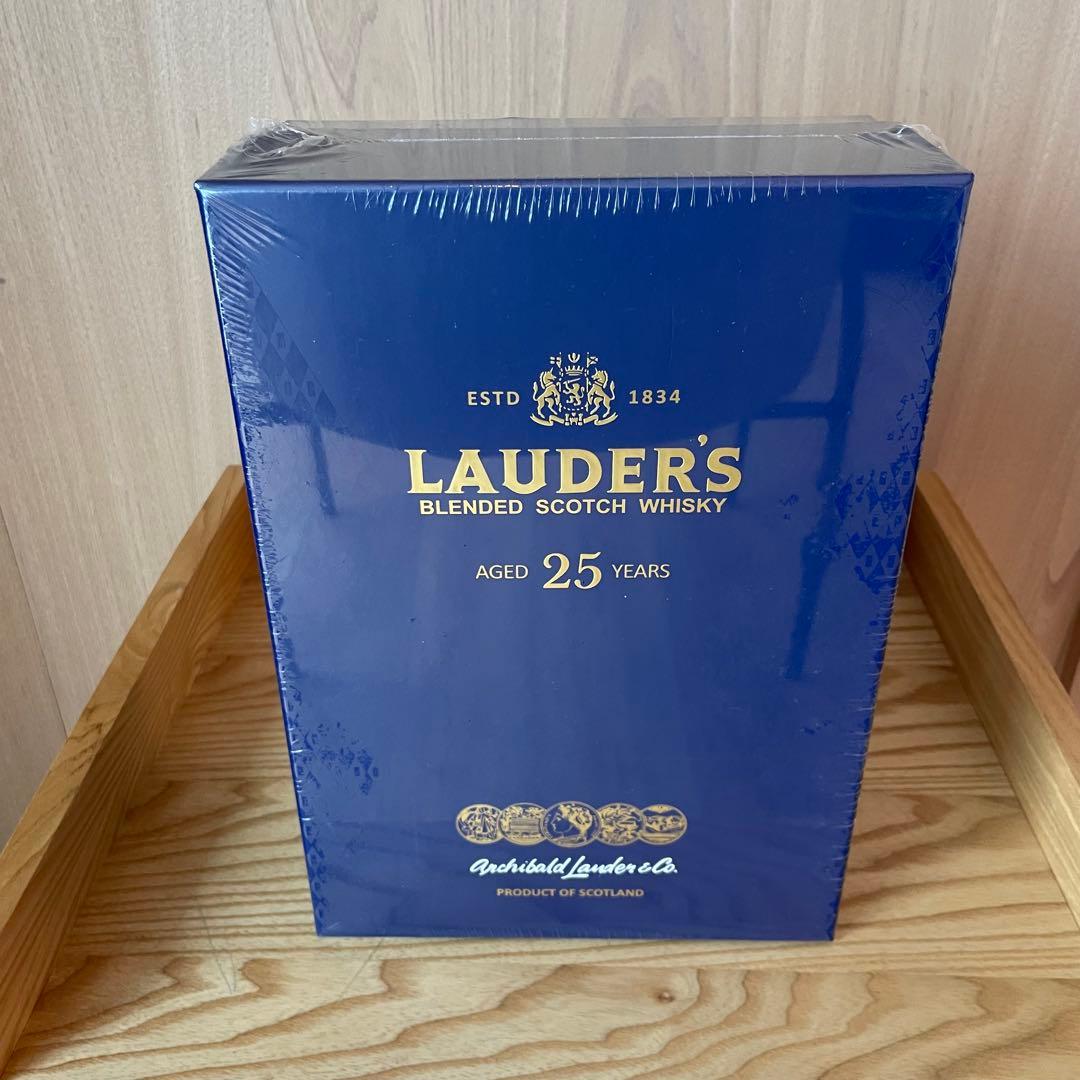 ESTD 1834
LAUDER'S
BLENDED SCOTCH WHISKY
AGED 25 YEARS
Archibald Lauder & Co.
PRODUCT OF SCOTLAND